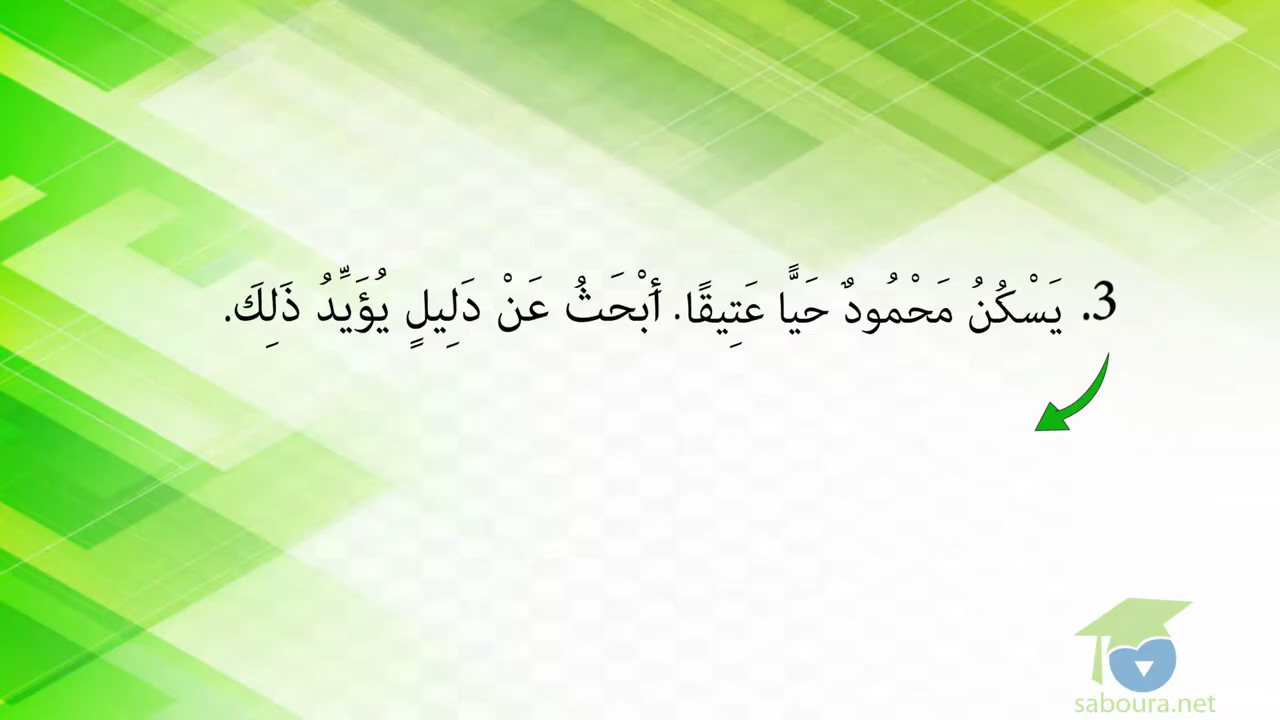 3. يَسْكُنُ مَحْمُودٌ حَيًّا عَتِيقًا. أَبْحَثُ عَنْ دَلِيلٍ يُؤَيِّدُ ذَلِكَ.
saboura.net